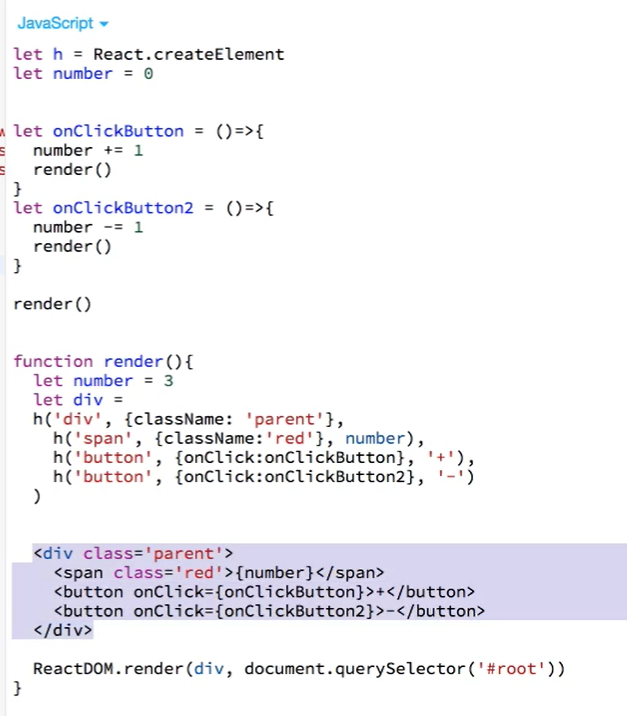 JavaScript
let h = React.createElement
let number = 0
let onClickButton = ()=>{
  number += 1
  render()
}
let onClickButton2 = ()=>{
  number -= 1
  render()
}
render()
function render(){
  let number = 3
  let div =
  h('div', {className: 'parent'},
    h('span', {className:'red'}, number),
    h('button', {onClick:onClickButton}, '+'),
    h('button', {onClick:onClickButton2}, '-')
  )
  <div class='parent'>
    <span class='red'>{number}</span>
    <button onClick={onClickButton}>+</button>
    <button onClick={onClickButton2}>-</button>
  </div>
  ReactDOM.render(div, document.querySelector('#root'))
}